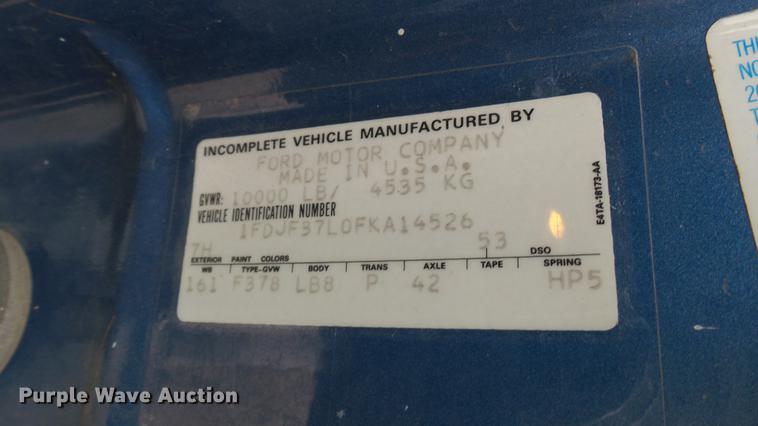 INCOMPLETE VEHICLE MANUFACTURED BY
FORD MOTOR COMPANY
MADE IN U.S.A.
GVWR: 10000 LB/ 4535 KG
VEHICLE IDENTIFICATION NUMBER
1FDJF37L0FKA14526
7H 53
EXTERIOR PAINT COLORS DSO
WB TYPE-GVW BODY TRANS AXLE TAPE SPRING
161 F378 LB8 P 42 HP5
E4TA-18173-AA
Purple Wave Auction